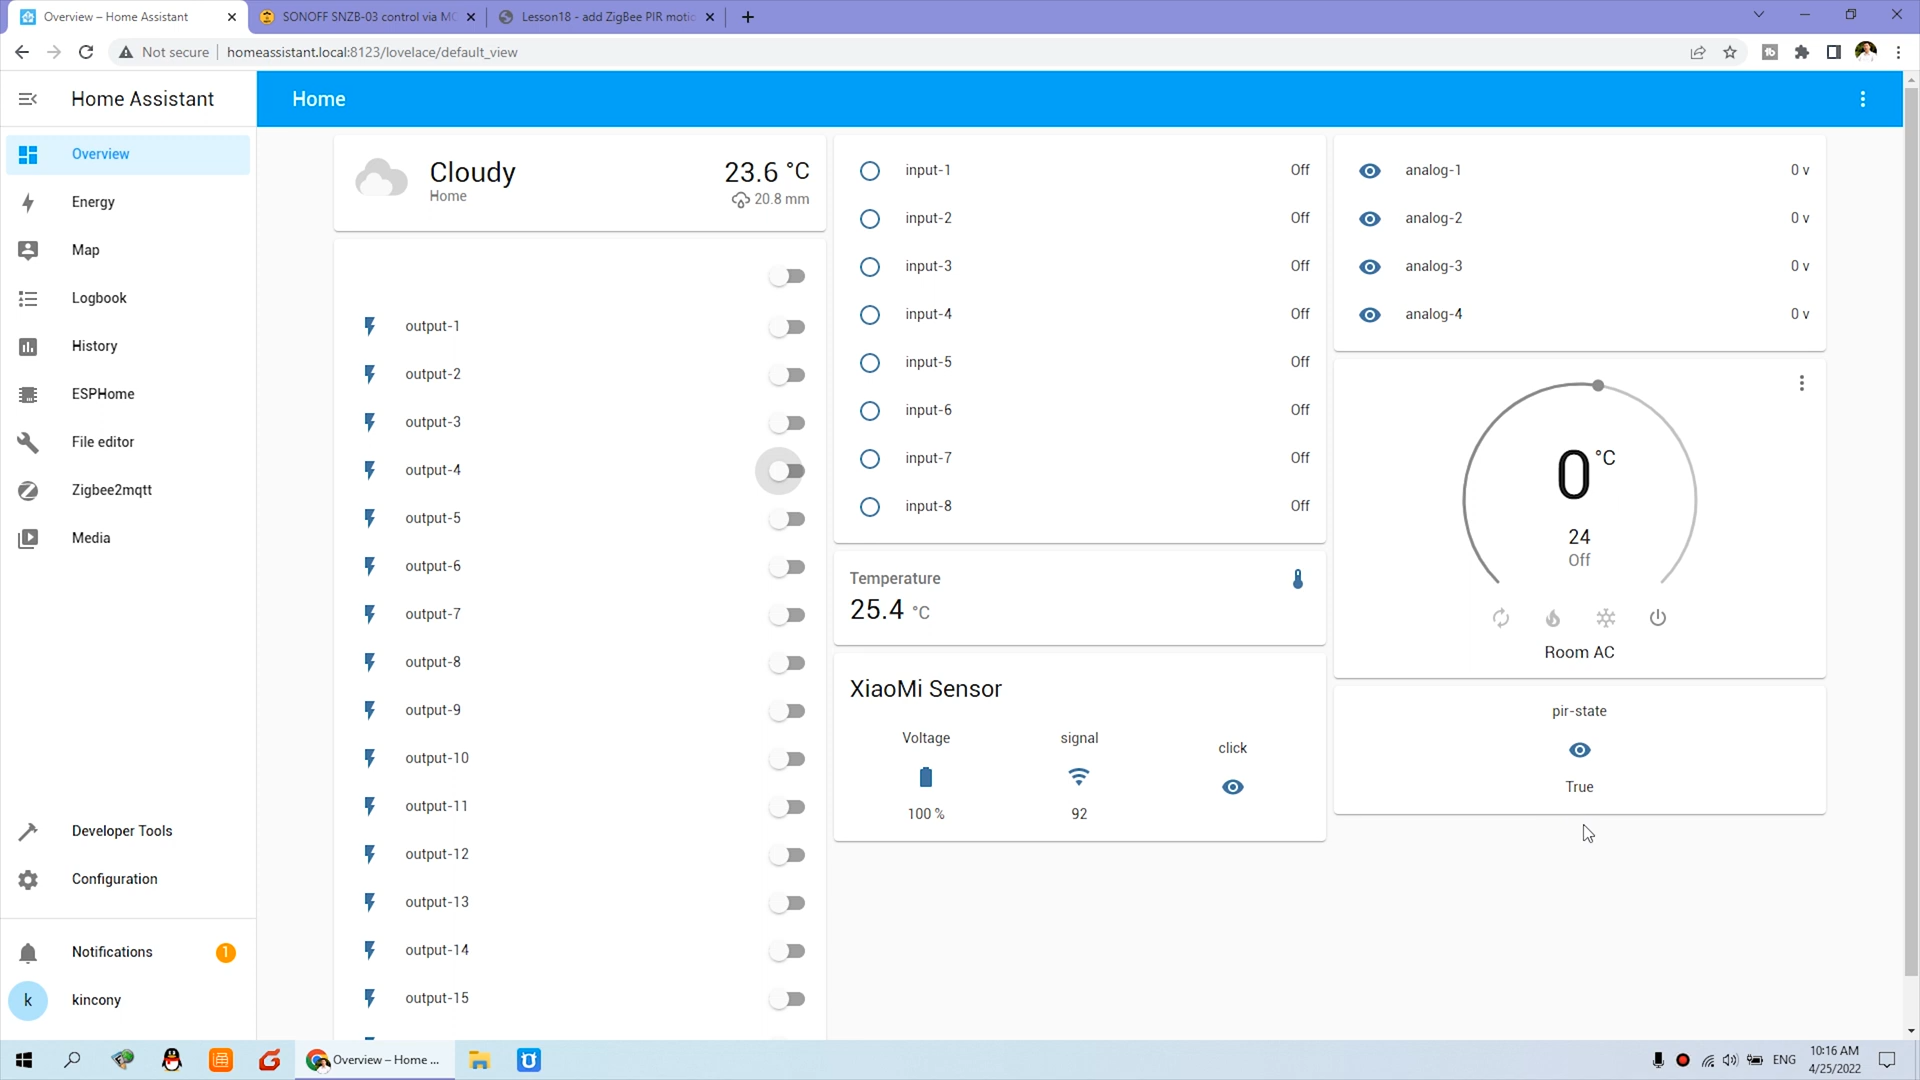 Overview – Home Assistant
SONOFF SNZB-03 control via MQ
Lesson18 - add ZigBee PIR motio
Not secure
homeassistant.local:8123/lovelace/default_view
Home Assistant
Home
Overview
Energy
Map
Logbook
History
ESPHome
File editor
Zigbee2mqtt
Media
Developer Tools
Configuration
Notifications
1
k
kincony
Cloudy
Home
23.6 °C
20.8 mm
output-1
output-2
output-3
output-4
output-5
output-6
output-7
output-8
output-9
output-10
output-11
output-12
output-13
output-14
output-15
input-1 Off
input-2 Off
input-3 Off
input-4 Off
input-5 Off
input-6 Off
input-7 Off
input-8 Off
Temperature
25.4 °C
XiaoMi Sensor
Voltage signal click
100 % 92
analog-1 0 v
analog-2 0 v
analog-3 0 v
analog-4 0 v
0 °C
24
Off
Room AC
pir-state
True
Overview – Home ...
ENG
10:16 AM
4/25/2022